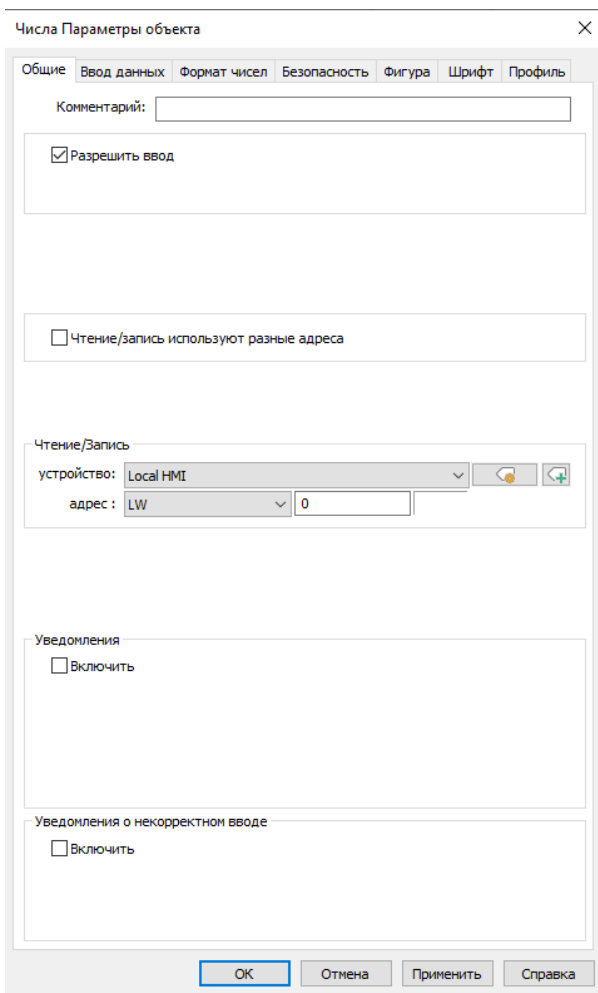 Числа Параметры объекта
Общие Ввод данных Формат чисел Безопасность Фигура Шрифт Профиль
Комментарий:
Разрешить ввод
Чтение/запись используют разные адреса
Чтение/Запись
устройство: Local HMI
адрес : LW 0
Уведомления
Включить
Уведомления о некорректном вводе
Включить
OK Отмена Применить Справка